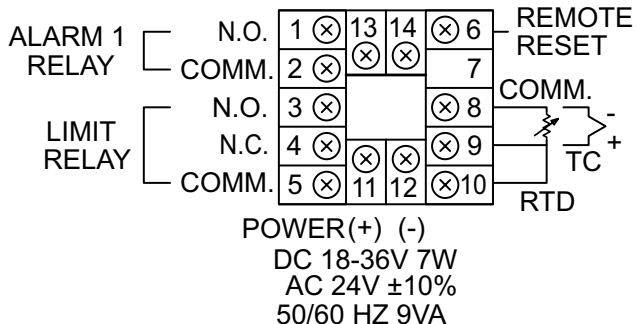 ALARM 1
RELAY
N.O.
COMM.
LIMIT
RELAY
N.O.
N.C.
COMM.
1 13 14 6
2 7
3 8
4 9
5 11 12 10
REMOTE
RESET
COMM.
-
+
TC
RTD
POWER (+) (-)
DC 18-36V 7W
AC 24V ±10%
50/60 HZ 9VA